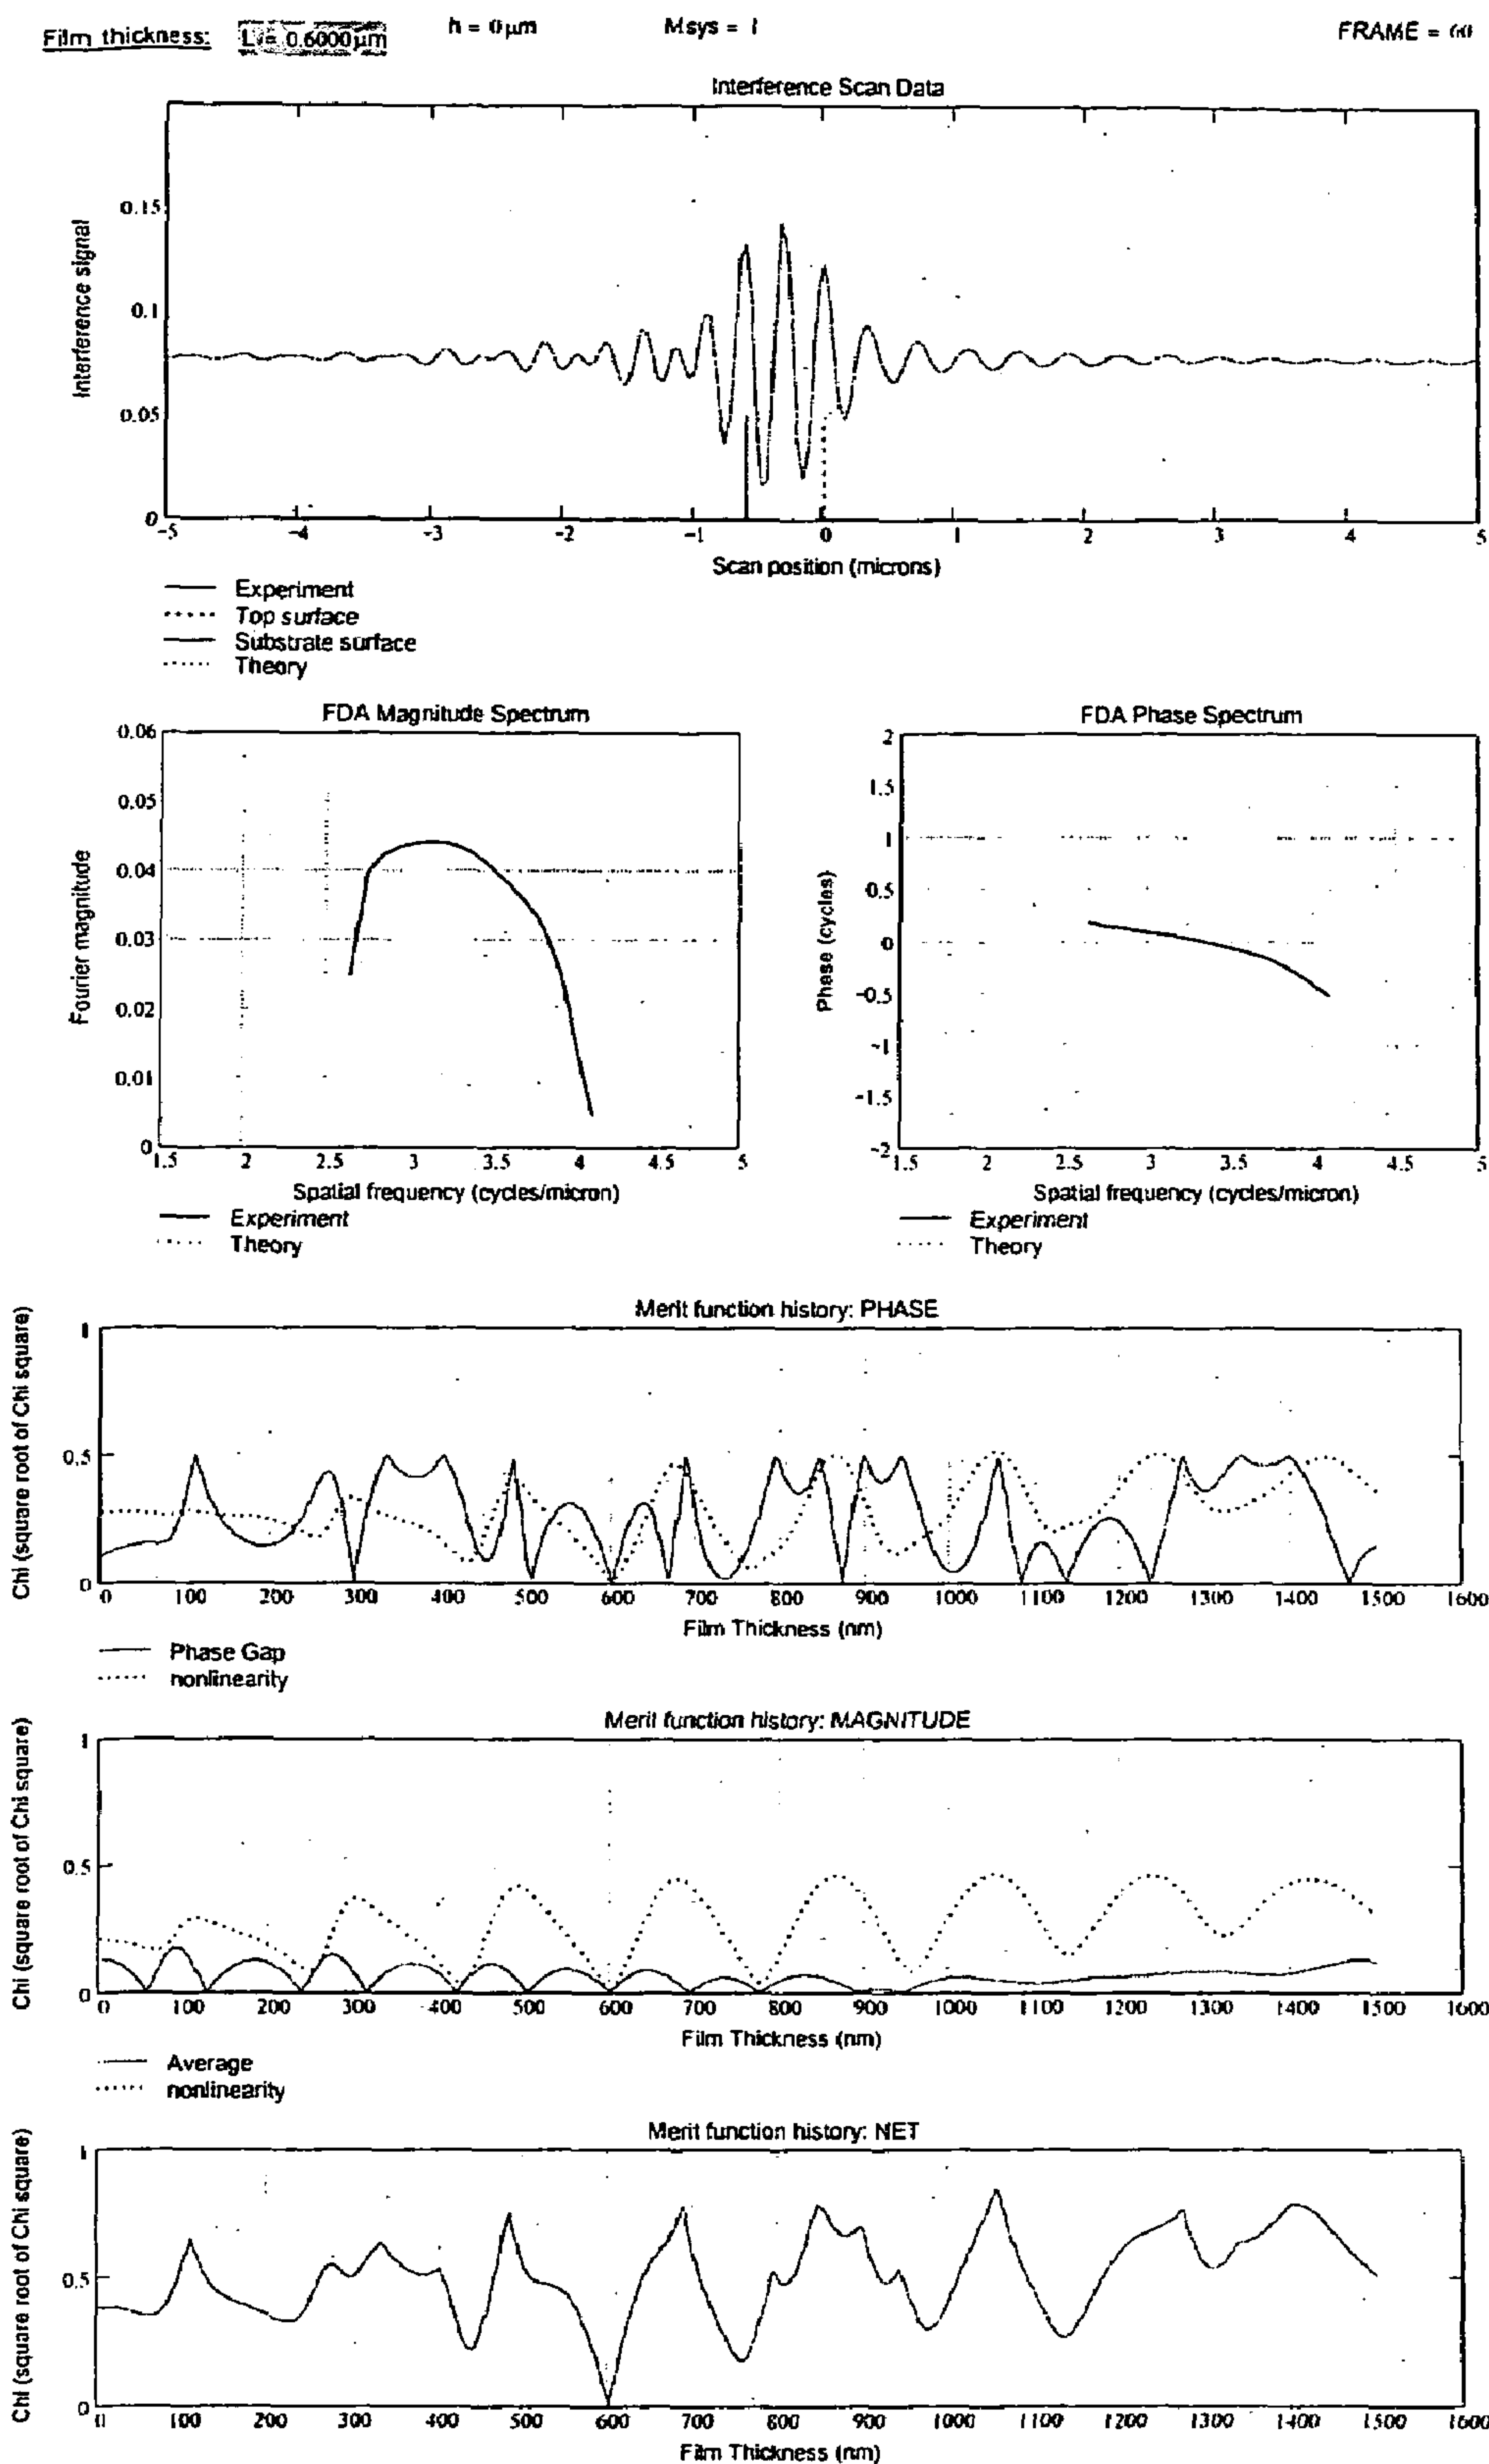 Film thickness: L = 0.6000µm h = 0µm Msys = 1 FRAME = 60
Interference Scan Data
Interference signal
0.15
0.1
0.05
0
-5 -4 -3 -2 -1 0 1 2 3 4 5
Scan position (microns)
Experiment
Top surface
Substrate surface
Theory
FDA Magnitude Spectrum
Fourier magnitude
0.06
0.05
0.04
0.03
0.02
0.01
0
1.5 2 2.5 3 3.5 4 4.5 5
Spatial frequency (cycles/micron)
Experiment
Theory
FDA Phase Spectrum
Phase (cycles)
2
1.5
1
0.5
0
-0.5
-1
-1.5
-2
1.5 2 2.5 3 3.5 4 4.5 5
Spatial frequency (cycles/micron)
Experiment
Theory
Merit function history: PHASE
Chi (square root of Chi square)
1
0.5
0
0 100 200 300 400 500 600 700 800 900 1000 1100 1200 1300 1400 1500 1600
Film Thickness (nm)
Phase Gap
nonlinearity
Merit function history: MAGNITUDE
Chi (square root of Chi square)
1
0.5
0
0 100 200 300 400 500 600 700 800 900 1000 1100 1200 1300 1400 1500 1600
Film Thickness (nm)
Average
nonlinearity
Merit function history: NET
Chi (square root of Chi square)
1
0.5
0
0 100 200 300 400 500 600 700 800 900 1000 1100 1200 1300 1400 1500 1600
Film Thickness (nm)